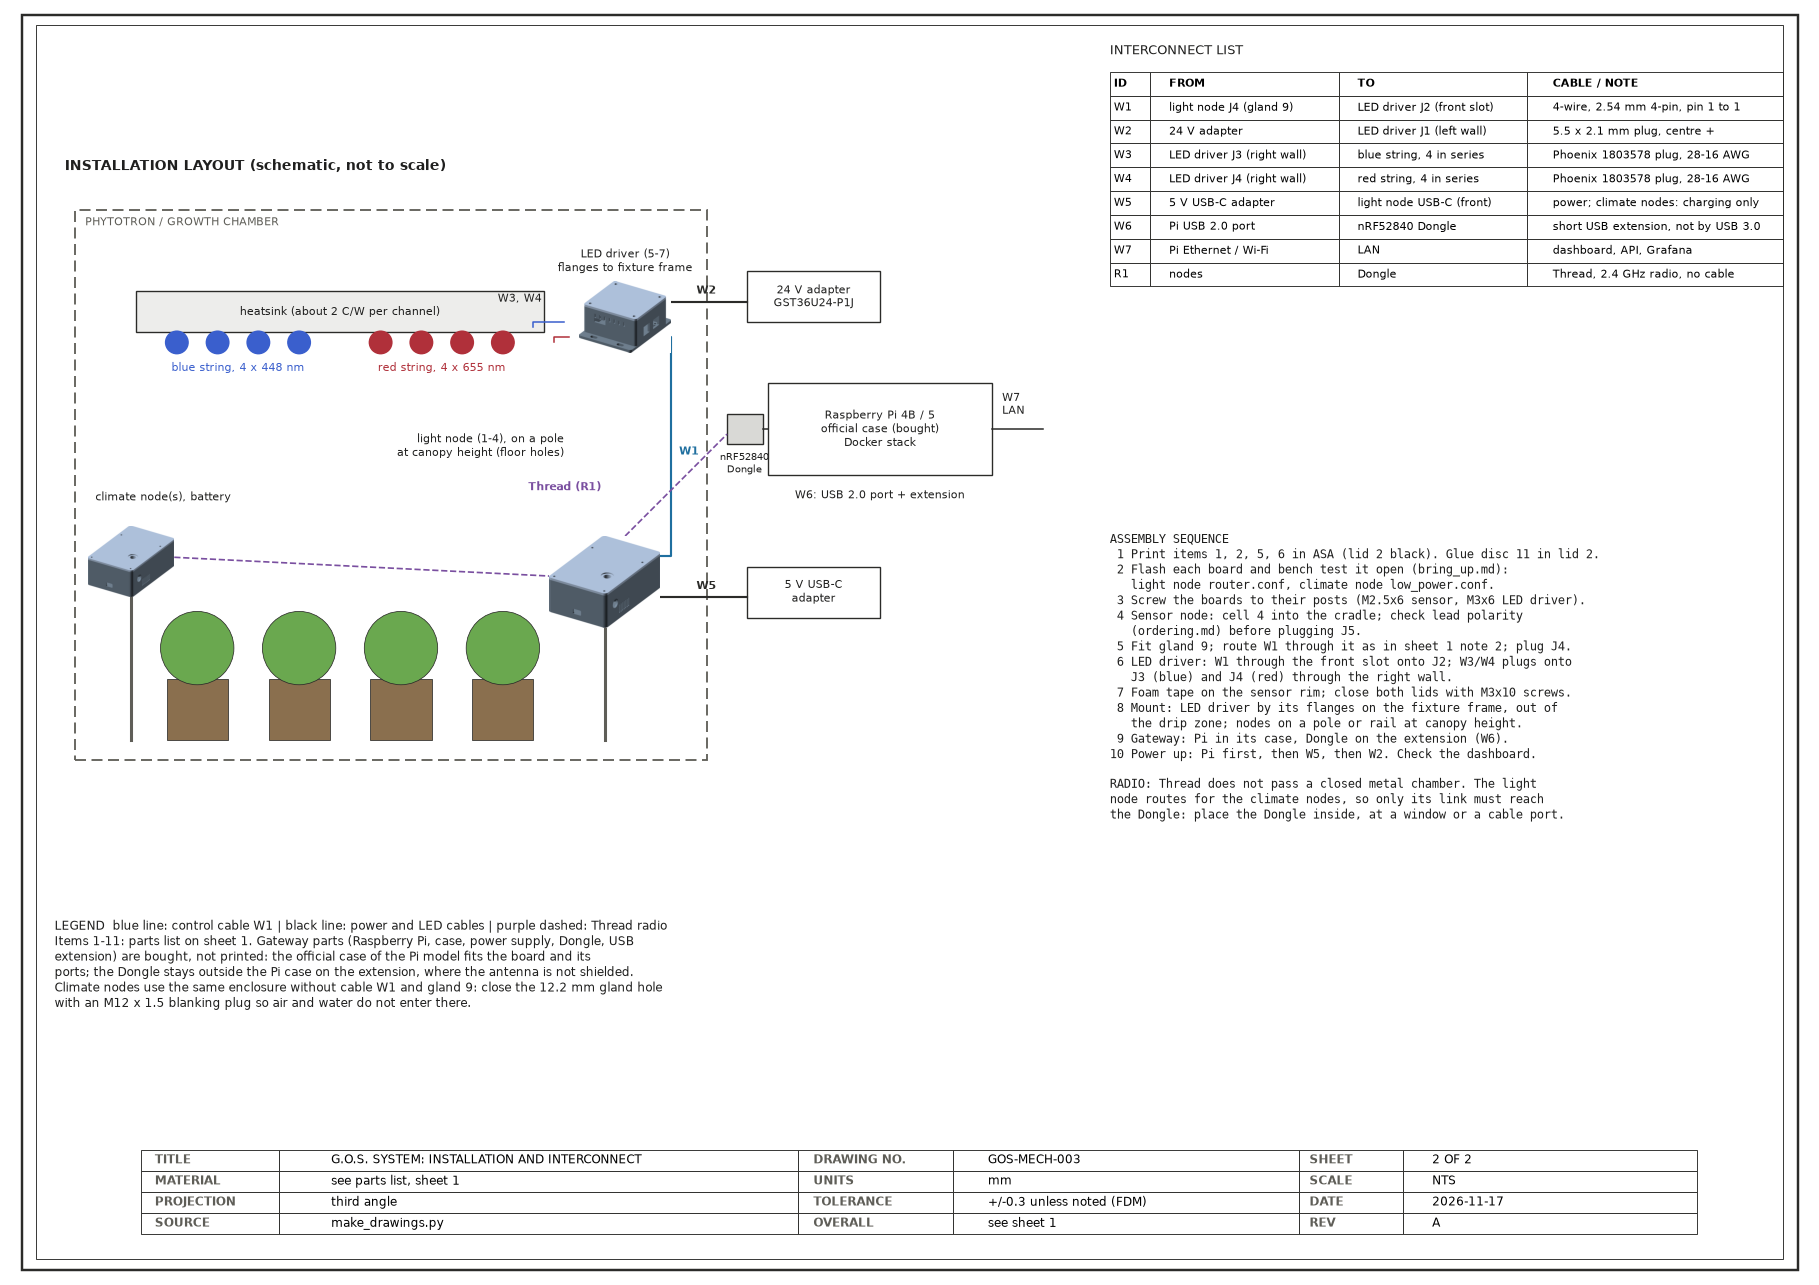 INTERCONNECT LIST
ID FROM TO CABLE / NOTE
W1 light node J4 (gland 9) LED driver J2 (front slot) 4-wire, 2.54 mm 4-pin, pin 1 to 1
W2 24 V adapter LED driver J1 (left wall) 5.5 x 2.1 mm plug, centre +
W3 LED driver J3 (right wall) blue string, 4 in series Phoenix 1803578 plug, 28-16 AWG
W4 LED driver J4 (right wall) red string, 4 in series Phoenix 1803578 plug, 28-16 AWG
W5 5 V USB-C adapter light node USB-C (front) power; climate nodes: charging only
W6 Pi USB 2.0 port nRF52840 Dongle short USB extension, not by USB 3.0
W7 Pi Ethernet / Wi-Fi LAN dashboard, API, Grafana
R1 nodes Dongle Thread, 2.4 GHz radio, no cable
INSTALLATION LAYOUT (schematic, not to scale)
PHYTOTRON / GROWTH CHAMBER
LED driver (5-7)
flanges to fixture frame
W3, W4
heatsink (about 2 C/W per channel)
W2
24 V adapter
GST36U24-P1J
blue string, 4 x 448 nm
red string, 4 x 655 nm
W7
LAN
Raspberry Pi 4B / 5
official case (bought)
Docker stack
light node (1-4), on a pole
at canopy height (floor holes)
W1
nRF52840
Dongle
Thread (R1)
W6: USB 2.0 port + extension
climate node(s), battery
W5
5 V USB-C
adapter
ASSEMBLY SEQUENCE
1 Print items 1, 2, 5, 6 in ASA (lid 2 black). Glue disc 11 in lid 2.
2 Flash each board and bench test it open (bring_up.md):
light node router.conf, climate node low_power.conf.
3 Screw the boards to their posts (M2.5x6 sensor, M3x6 LED driver).
4 Sensor node: cell 4 into the cradle; check lead polarity
(ordering.md) before plugging J5.
5 Fit gland 9; route W1 through it as in sheet 1 note 2; plug J4.
6 LED driver: W1 through the front slot onto J2; W3/W4 plugs onto
J3 (blue) and J4 (red) through the right wall.
7 Foam tape on the sensor rim; close both lids with M3x10 screws.
8 Mount: LED driver by its flanges on the fixture frame, out of
the drip zone; nodes on a pole or rail at canopy height.
9 Gateway: Pi in its case, Dongle on the extension (W6).
10 Power up: Pi first, then W5, then W2. Check the dashboard.
RADIO: Thread does not pass a closed metal chamber. The light
node routes for the climate nodes, so only its link must reach
the Dongle: place the Dongle inside, at a window or a cable port.
LEGEND blue line: control cable W1 | black line: power and LED cables | purple dashed: Thread radio
Items 1-11: parts list on sheet 1. Gateway parts (Raspberry Pi, case, power supply, Dongle, USB
extension) are bought, not printed: the official case of the Pi model fits the board and its
ports; the Dongle stays outside the Pi case on the extension, where the antenna is not shielded.
Climate nodes use the same enclosure without cable W1 and gland 9: close the 12.2 mm gland hole
with an M12 x 1.5 blanking plug so air and water do not enter there.
TITLE G.O.S. SYSTEM: INSTALLATION AND INTERCONNECT DRAWING NO. GOS-MECH-003 SHEET 2 OF 2
MATERIAL see parts list, sheet 1 UNITS mm SCALE NTS
PROJECTION third angle TOLERANCE +/-0.3 unless noted (FDM) DATE 2026-11-17
SOURCE make_drawings.py OVERALL see sheet 1 REV A